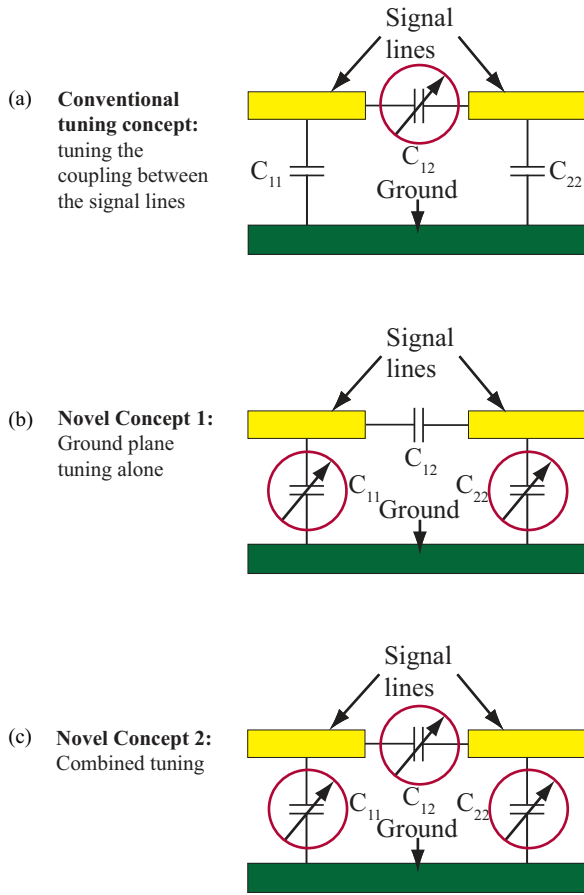 Signal
lines
(a) Conventional
tuning concept:
tuning the
coupling between
the signal lines
C11
C12
C22
Ground
Signal
lines
(b) Novel Concept 1:
Ground plane
tuning alone
C12
C11
C22
Ground
Signal
lines
(c) Novel Concept 2:
Combined tuning
C11
C12
C22
Ground